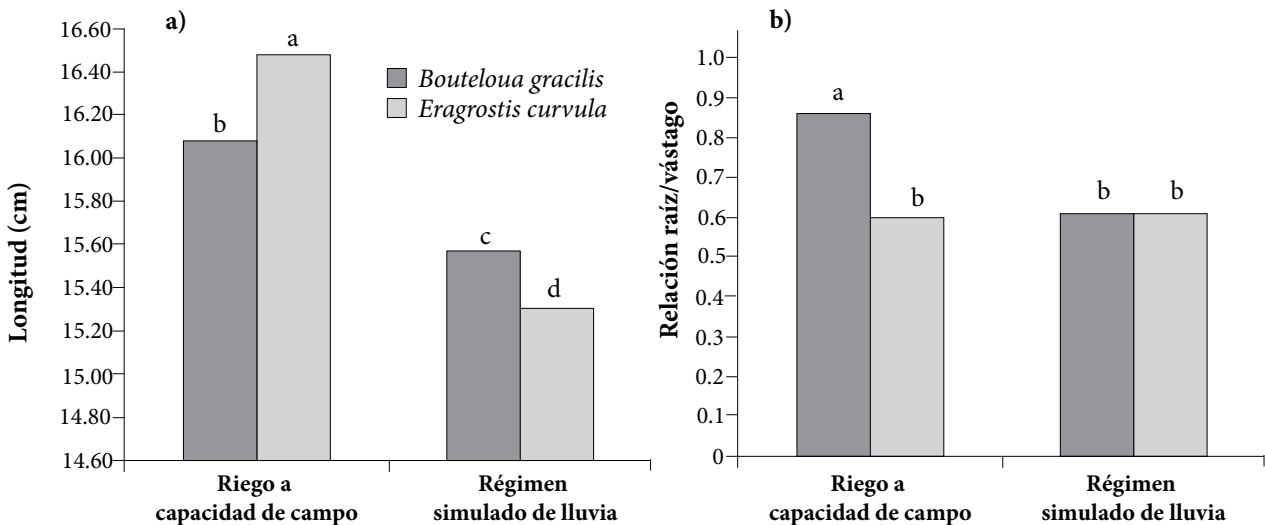 a)
16.60
16.40
16.20
16.00
15.80
15.60
15.40
15.20
15.00
14.80
14.60
Longitud (cm)
b
a
c
d
Bouteloua gracilis
Eragrostis curvula
Riego a
capacidad de campo
Régimen
simulado de lluvia
b)
1.0
0.9
0.8
0.7
0.6
0.5
0.4
0.3
0.2
0.1
0
Relación raíz/vástago
a
b
b
b
Riego a
capacidad de campo
Régimen
simulado de lluvia